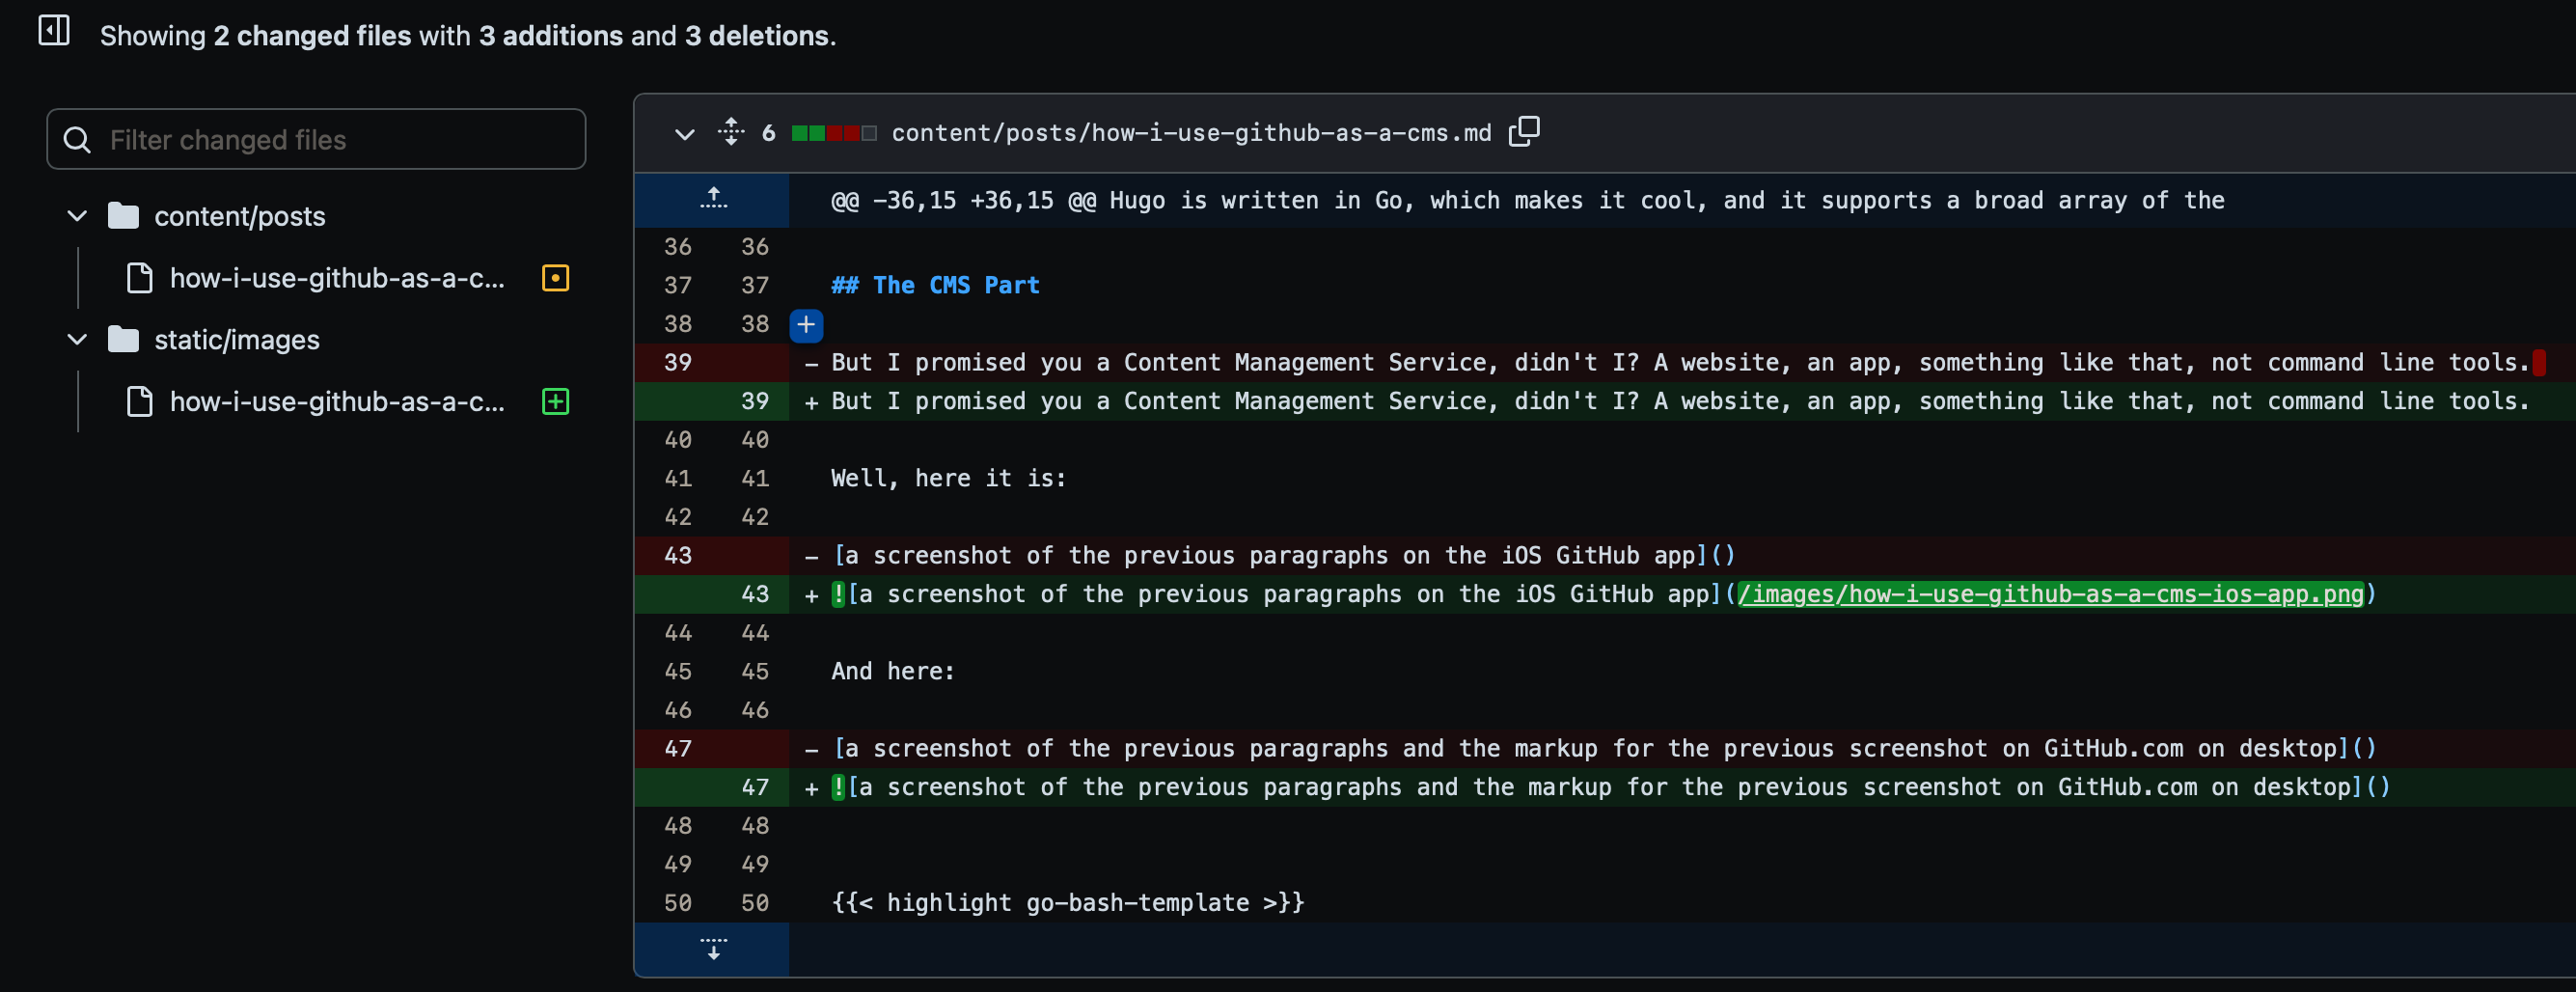 Showing 2 changed files with 3 additions and 3 deletions.
Filter changed files
content/posts
how-i-use-github-as-a-c...
static/images
how-i-use-github-as-a-c...
6 content/posts/how-i-use-github-as-a-cms.md
@@ -36,15 +36,15 @@ Hugo is written in Go, which makes it cool, and it supports a broad array of the
36 36
37 37 ## The CMS Part
38 38
39 - But I promised you a Content Management Service, didn't I? A website, an app, something like that, not command line tools.
39 + But I promised you a Content Management Service, didn't I? A website, an app, something like that, not command line tools.
40 40
41 41 Well, here it is:
42 42
43 - [a screenshot of the previous paragraphs on the iOS GitHub app]()
43 + ![a screenshot of the previous paragraphs on the iOS GitHub app](/images/how-i-use-github-as-a-cms-ios-app.png)
44 44
45 45 And here:
46 46
47 - [a screenshot of the previous paragraphs and the markup for the previous screenshot on GitHub.com on desktop]()
47 + ![a screenshot of the previous paragraphs and the markup for the previous screenshot on GitHub.com on desktop]()
48 48
49 49
50 50 {{< highlight go-bash-template >}}